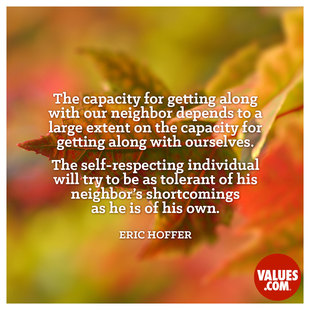 The capacity for getting along
with our neighbor depends to a
large extent on the capacity for
getting along with ourselves.
The self-respecting individual
will try to be as tolerant of his
neighbor's shortcomings
as he is of his own.
ERIC HOFFER
VALUES
.COM